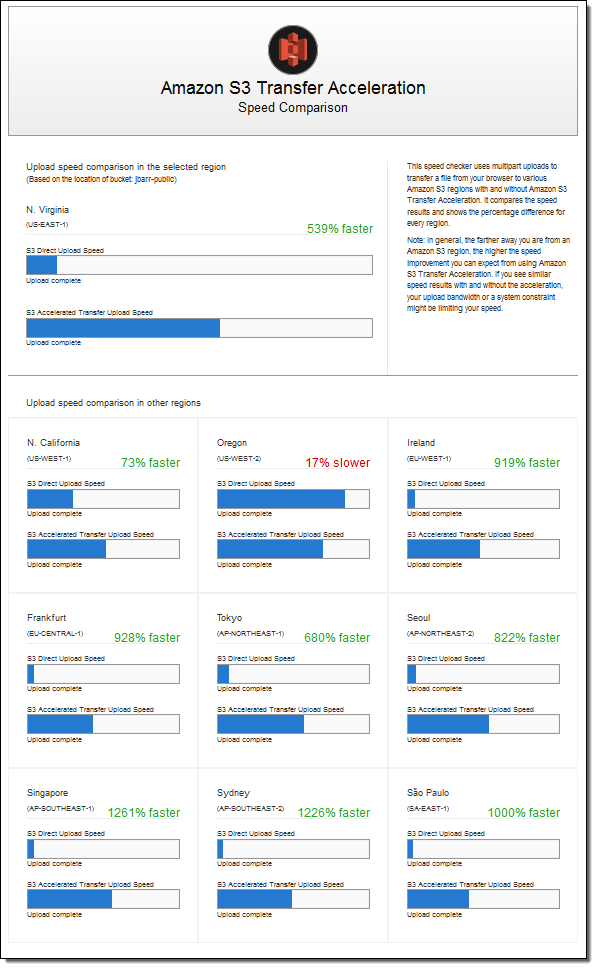 Amazon S3 Transfer Acceleration
Speed Comparison
Upload speed comparison in the selected region
(Based on the location of bucket: jbarr-public)
N. Virginia
(US-EAST-1)
539% faster
S3 Direct Upload Speed
Upload complete
S3 Accelerated Transfer Upload Speed
Upload complete
This speed checker uses multipart uploads to
transfer a file from your browser to various
Amazon S3 regions with and without Amazon S3
Transfer Acceleration. It compares the speed
results and shows the percentage difference for
every region.
Note: In general, the farther away you are from an
Amazon S3 region, the higher the speed
improvement you can expect from using Amazon
S3 Transfer Acceleration. If you see similar
speed results with and without the acceleration,
your upload bandwidth or a system constraint
might be limiting your speed.
Upload speed comparison in other regions
N. California
(US-WEST-1)
73% faster
S3 Direct Upload Speed
Upload complete
S3 Accelerated Transfer Upload Speed
Upload complete
Oregon
(US-WEST-2)
17% slower
S3 Direct Upload Speed
Upload complete
S3 Accelerated Transfer Upload Speed
Upload complete
Ireland
(EU-WEST-1)
919% faster
S3 Direct Upload Speed
Upload complete
S3 Accelerated Transfer Upload Speed
Upload complete
Frankfurt
(EU-CENTRAL-1)
928% faster
S3 Direct Upload Speed
Upload complete
S3 Accelerated Transfer Upload Speed
Upload complete
Tokyo
(AP-NORTHEAST-1)
680% faster
S3 Direct Upload Speed
Upload complete
S3 Accelerated Transfer Upload Speed
Upload complete
Seoul
(AP-NORTHEAST-2)
822% faster
S3 Direct Upload Speed
Upload complete
S3 Accelerated Transfer Upload Speed
Upload complete
Singapore
(AP-SOUTHEAST-1)
1261% faster
S3 Direct Upload Speed
Upload complete
S3 Accelerated Transfer Upload Speed
Upload complete
Sydney
(AP-SOUTHEAST-2)
1226% faster
S3 Direct Upload Speed
Upload complete
S3 Accelerated Transfer Upload Speed
Upload complete
São Paulo
(SA-EAST-1)
1000% faster
S3 Direct Upload Speed
Upload complete
S3 Accelerated Transfer Upload Speed
Upload complete